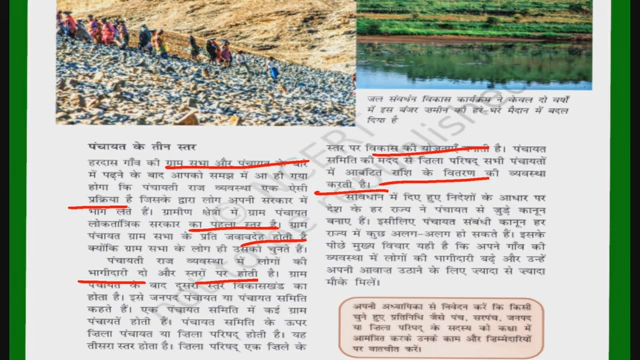 जल संवर्धन विकास कार्यक्रम ने केवल दो वर्षों
में इस बंजर ज़मीन को हरे-भरे मैदान में बदल
दिया है
पंचायत के तीन स्तर
हरदास गाँव की ग्राम सभा और पंचायत के बारे
में पढ़ने के बाद आपको समझ में आ हो गया
होगा कि पंचायती राज व्यवस्था एक ऐसी
प्रक्रिया है जिसके द्वारा लोग अपनी सरकार में
भाग लेते हैं। ग्रामीण क्षेत्रों में ग्राम पंचायत
लोकतांत्रिक सरकार का पहला स्तर है। ग्राम
पंचायत ग्राम सभा के प्रति जवाबदेह होती है
क्योंकि ग्राम सभा के लोग ही उसको चुनते हैं।
पंचायती राज व्यवस्था में लोगों की
भागीदारी दो और स्तरों पर होती है। ग्राम
पंचायत के बाद दूसरा स्तर विकासखंड का
होता है। इसे जनपद पंचायत या पंचायत समिति
कहते हैं। एक पंचायत समिति में कई ग्राम
पंचायतें होती हैं। पंचायत समिति के ऊपर
जिला पंचायत या जिला परिषद् होती है। यह
तीसरा स्तर होता है। जिला परिषद् एक जिले के
स्तर पर विकास की योजनाएँ बनाती है। पंचायत
समिति की मदद से जिला परिषद् सभी पंचायतों
में आबंटित राशि के वितरण की व्यवस्था
करती है।
संविधान में दिए हुए निर्देशों के आधार पर
देश के हर राज्य ने पंचायत से जुड़े कानून
बनाए हैं। इसीलिए पंचायत संबंधी कानून हर
राज्य में कुछ अलग-अलग हो सकते हैं। इसके
पीछे मुख्य विचार यही है कि अपने गाँव की
व्यवस्था में लोगों की भागीदारी बढ़े और उन्हें
अपनी आवाज़ उठाने के लिए ज़्यादा से ज़्यादा
मौके मिलें।
अपनी अध्यापिका से निवेदन करें कि किसी
चुने हुए प्रतिनिधि जैसे पंच, सरपंच, जनपद
या जिला परिषद् के सदस्य को कक्षा में
आमंत्रित करके उनके काम और जिम्मेदारियों
पर बातचीत करें।